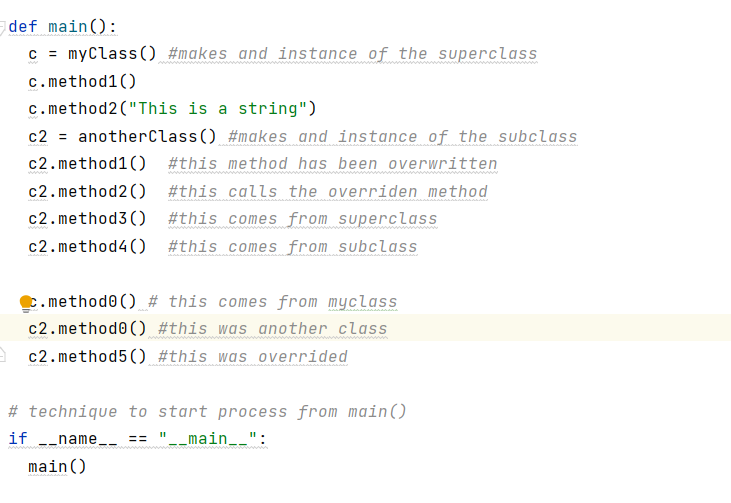 def main():
  c = myClass() #makes and instance of the superclass
  c.method1()
  c.method2("This is a string")
  c2 = anotherClass() #makes and instance of the subclass
  c2.method1()  #this method has been overwritten
  c2.method2()  #this calls the overriden method
  c2.method3()  #this comes from superclass
  c2.method4()  #this comes from subclass

  c.method0() # this comes from myclass
  c2.method0() #this was another class
  c2.method5() #this was overrided

# technique to start process from main()
if __name__ == "__main__":
  main()